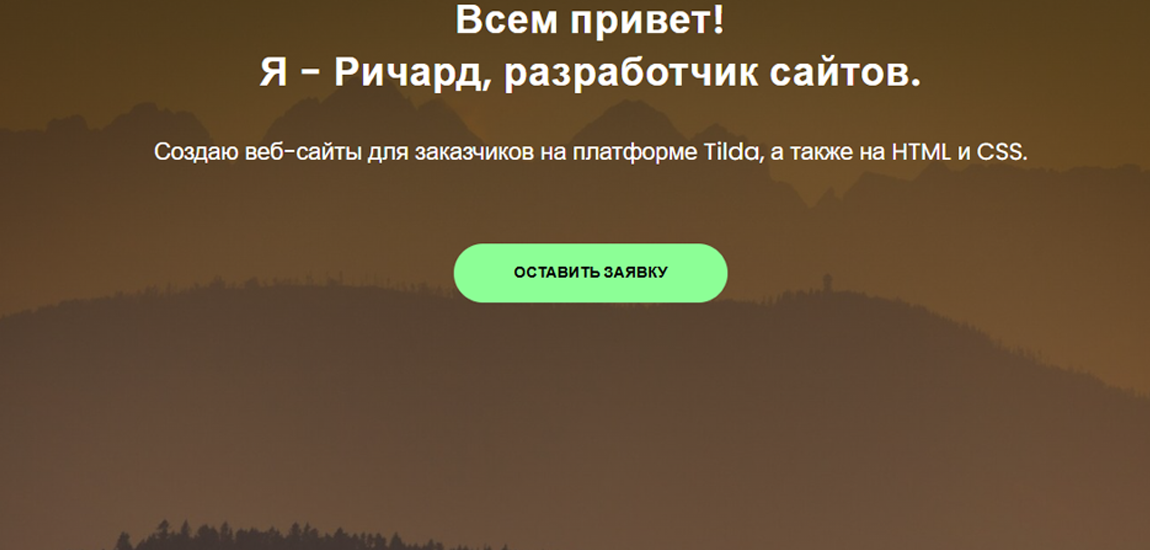 Всем привет!
Я - Ричард, разработчик сайтов.
Создаю веб-сайты для заказчиков на платформе Tilda, а также на HTML и CSS.
ОСТАВИТЬ ЗАЯВКУ